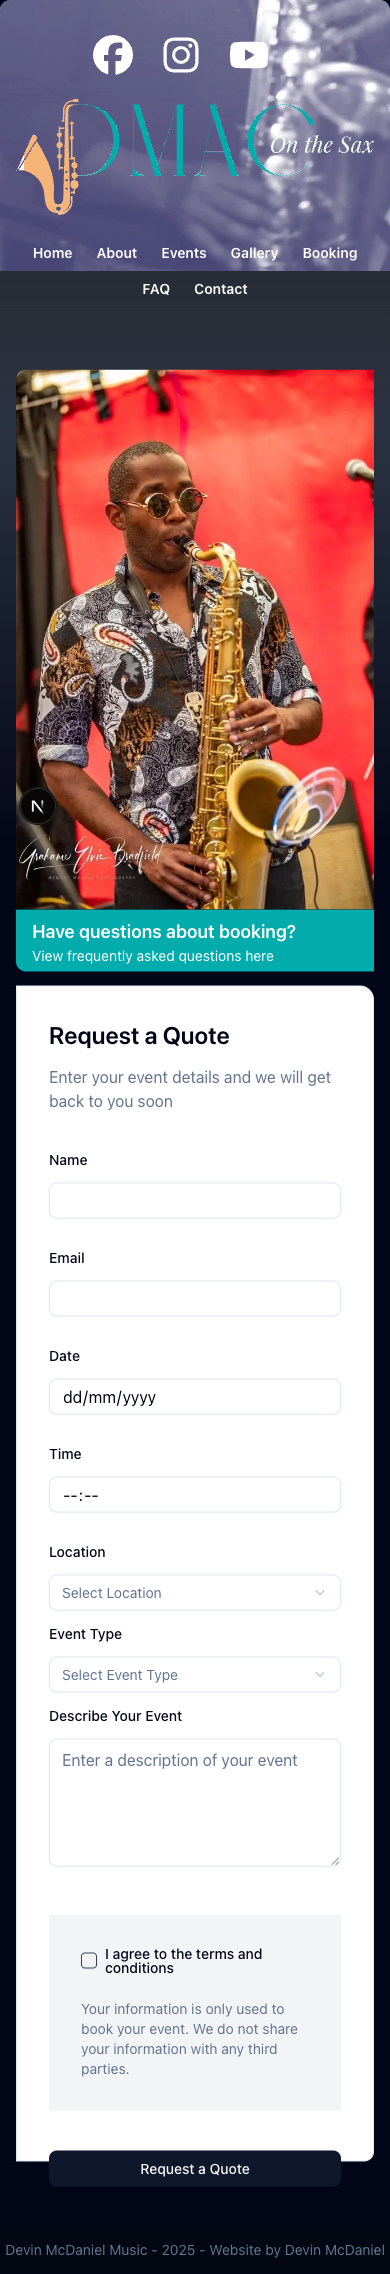 DMAC
On the Sax
Home About Events Gallery Booking
FAQ Contact
N
Grahame Elvis Bradfield
Have questions about booking?
View frequently asked questions here
Request a Quote
Enter your event details and we will get
back to you soon
Name
Email
Date
dd/mm/yyyy
Time
--:--
Location
Select Location
Event Type
Select Event Type
Describe Your Event
Enter a description of your event
I agree to the terms and
conditions
Your information is only used to
book your event. We do not share
your information with any third
parties.
Request a Quote
Devin McDaniel Music - 2025 - Website by Devin McDaniel